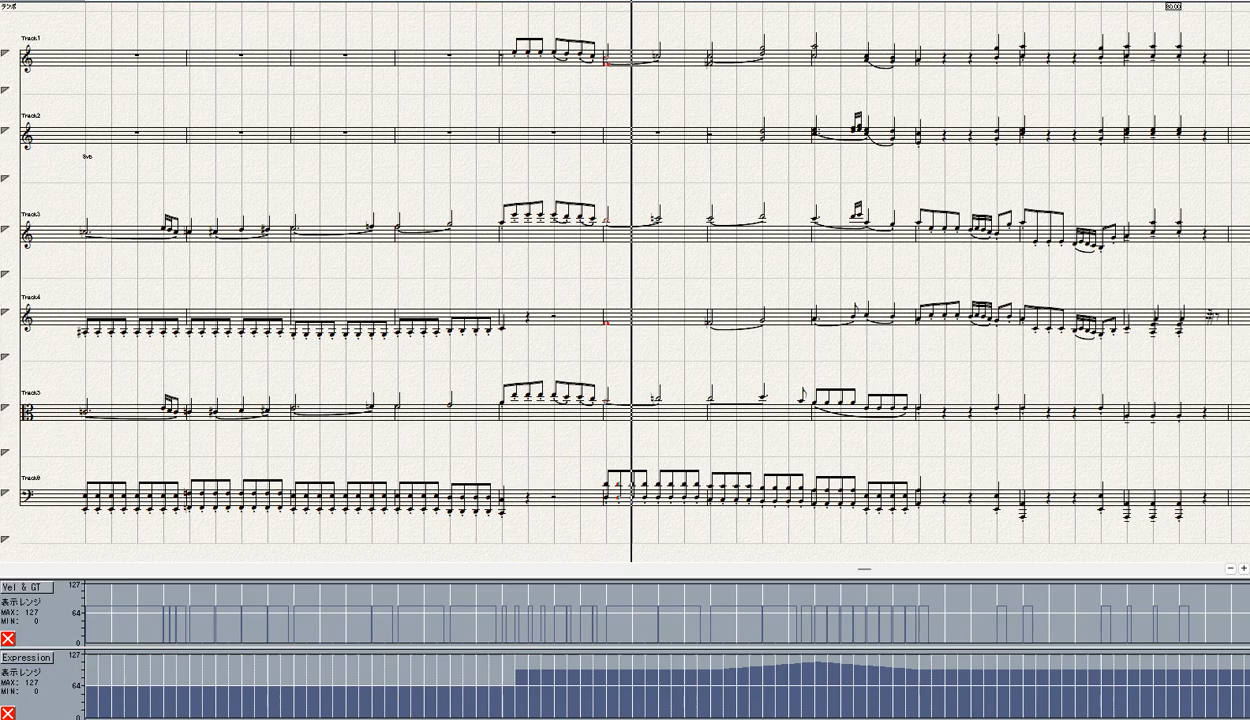 テンポ
80.00
Track1
Track2
8vb
Track3
Track4
Track5
Track6
Vel & GT
127
表示レンジ
MAX: 127
64
MIN: 0
0
Expression
127
表示レンジ
MAX: 127
64
MIN: 0
0